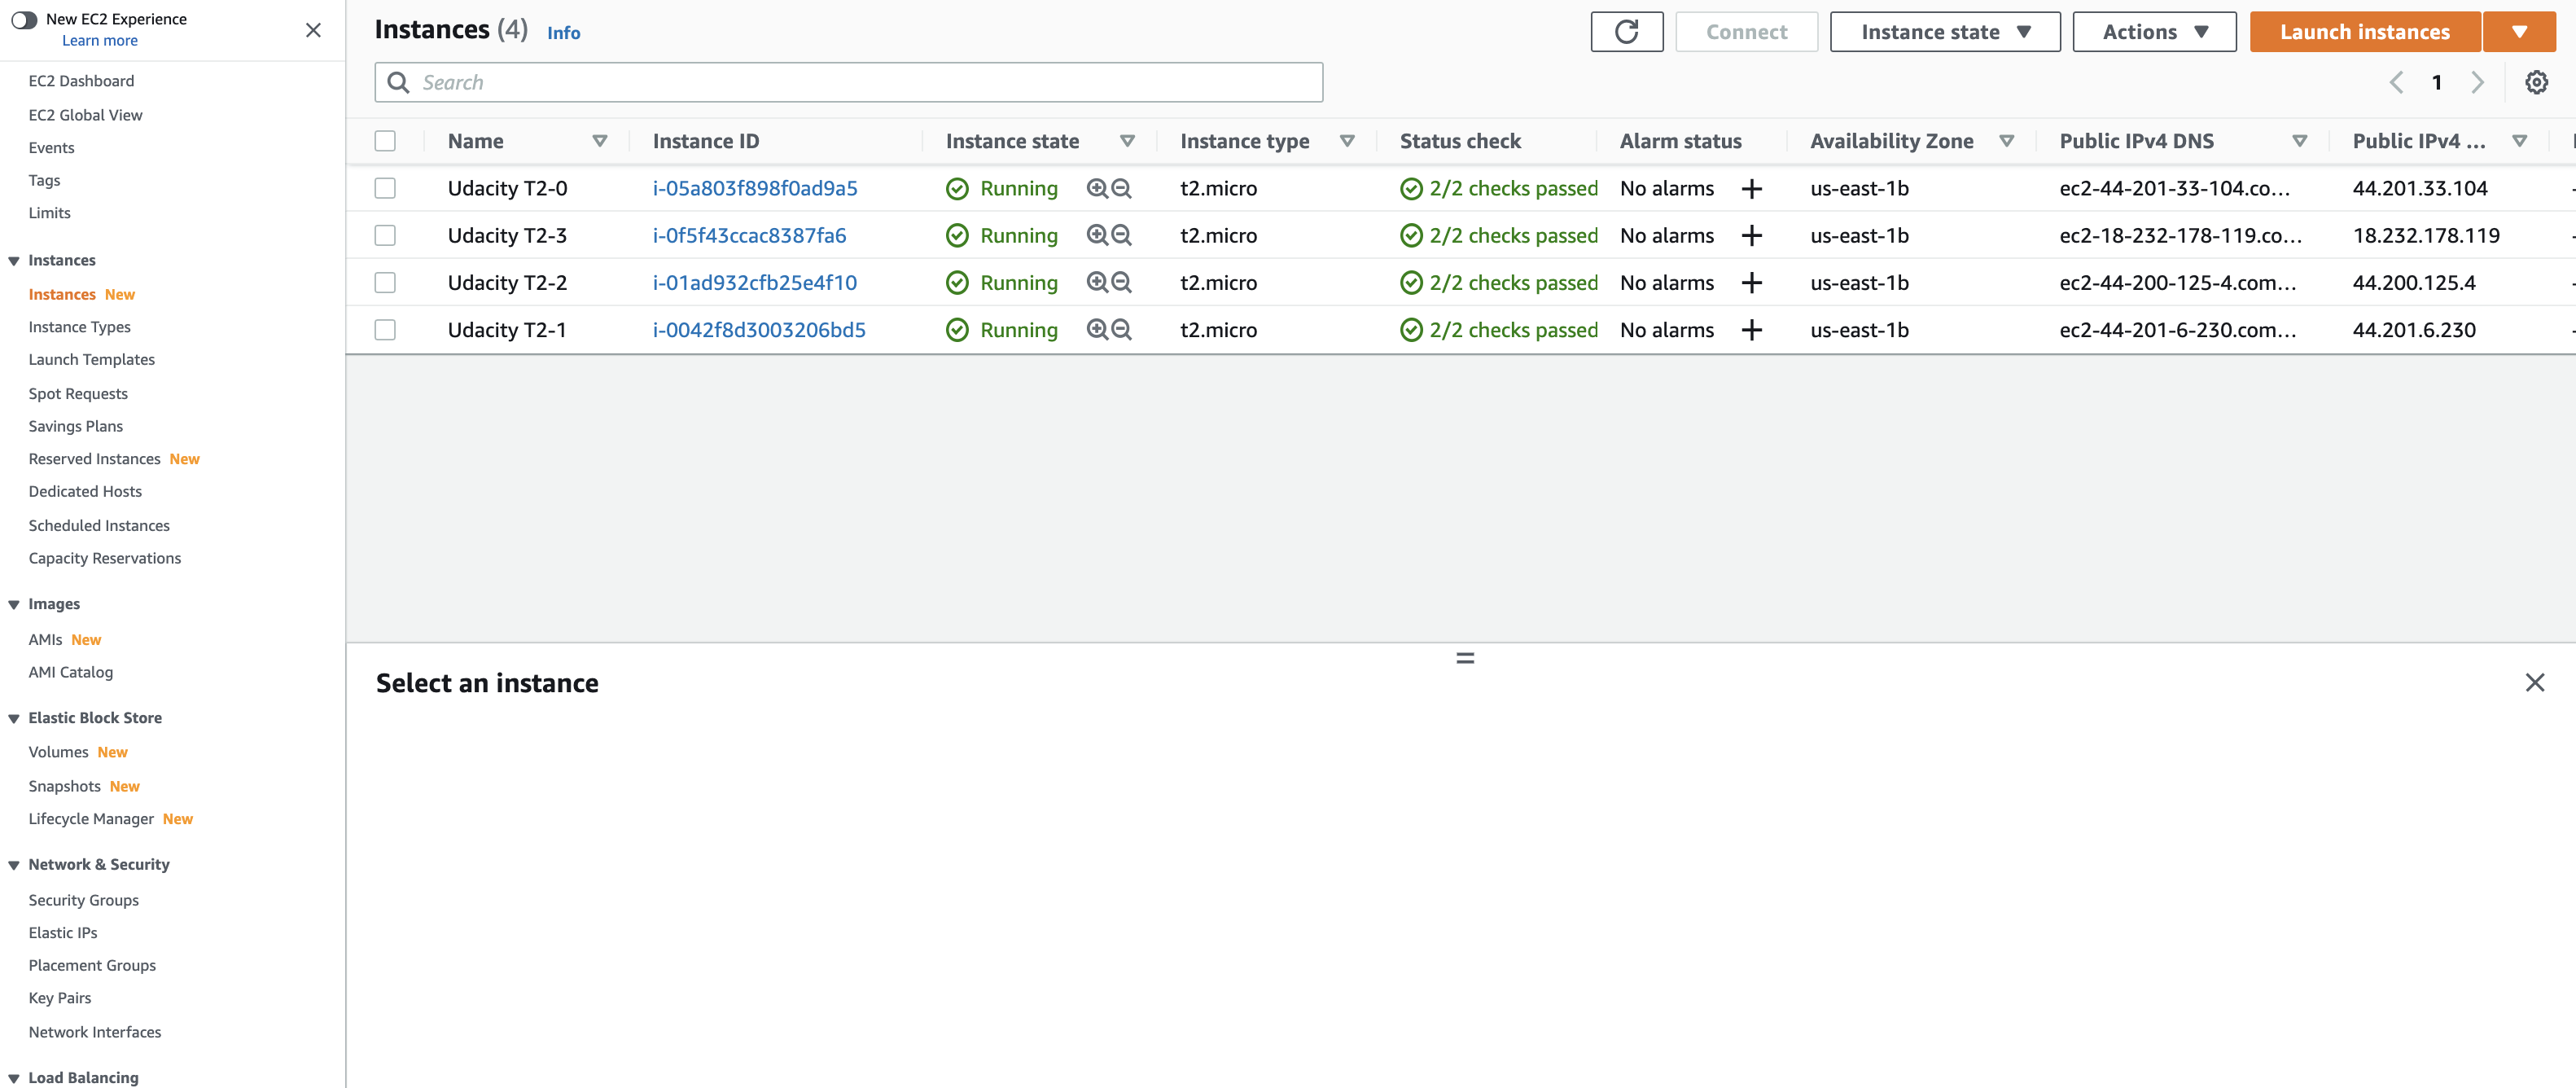 New EC2 Experience
Learn more
EC2 Dashboard
EC2 Global View
Events
Tags
Limits
Instances
Instances New
Instance Types
Launch Templates
Spot Requests
Savings Plans
Reserved Instances New
Dedicated Hosts
Scheduled Instances
Capacity Reservations
Images
AMIs New
AMI Catalog
Elastic Block Store
Volumes New
Snapshots New
Lifecycle Manager New
Network & Security
Security Groups
Elastic IPs
Placement Groups
Key Pairs
Network Interfaces
Load Balancing
Instances (4) Info
Connect Instance state Actions Launch instances
Search
1
Name Instance ID Instance state Instance type Status check Alarm status Availability Zone Public IPv4 DNS Public IPv4 ...
Udacity T2-0 i-05a803f898f0ad9a5 Running t2.micro 2/2 checks passed No alarms + us-east-1b ec2-44-201-33-104.co... 44.201.33.104
Udacity T2-3 i-0f5f43ccac8387fa6 Running t2.micro 2/2 checks passed No alarms + us-east-1b ec2-18-232-178-119.co... 18.232.178.119
Udacity T2-2 i-01ad932cfb25e4f10 Running t2.micro 2/2 checks passed No alarms + us-east-1b ec2-44-200-125-4.com... 44.200.125.4
Udacity T2-1 i-0042f8d3003206bd5 Running t2.micro 2/2 checks passed No alarms + us-east-1b ec2-44-201-6-230.com... 44.201.6.230
Select an instance